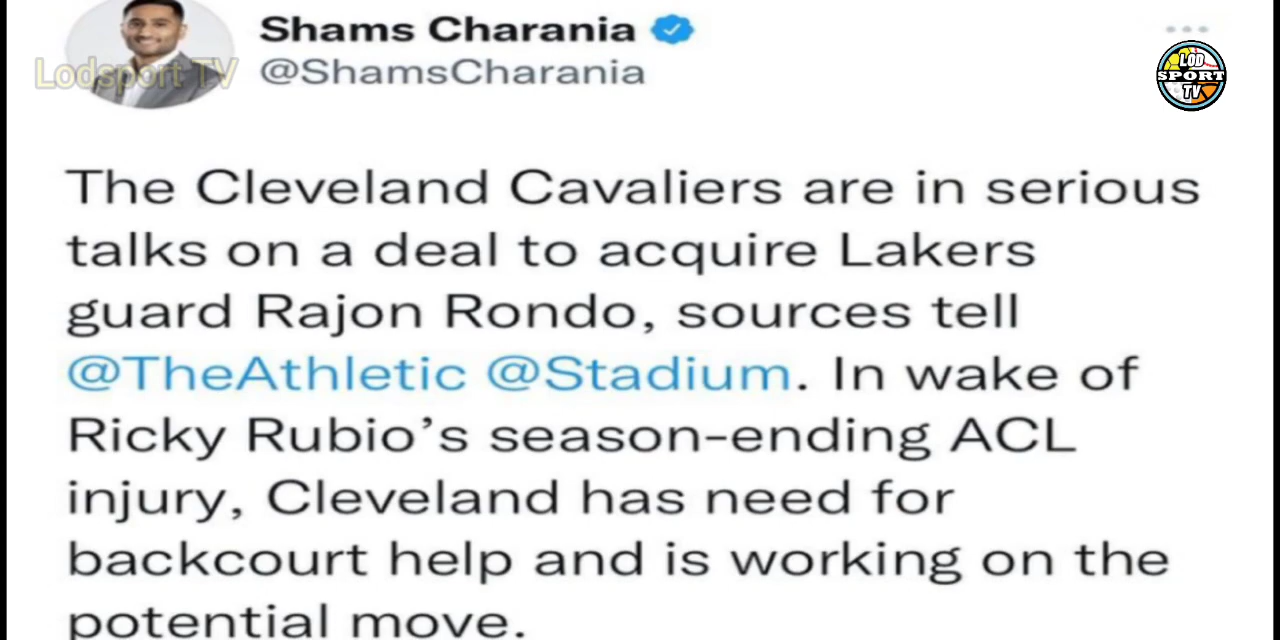 Shams Charania
@ShamsCharania
Lodsport TV
LOD
SPORT
TV
The Cleveland Cavaliers are in serious
talks on a deal to acquire Lakers
guard Rajon Rondo, sources tell
@TheAthletic @Stadium. In wake of
Ricky Rubio’s season-ending ACL
injury, Cleveland has need for
backcourt help and is working on the
potential move.